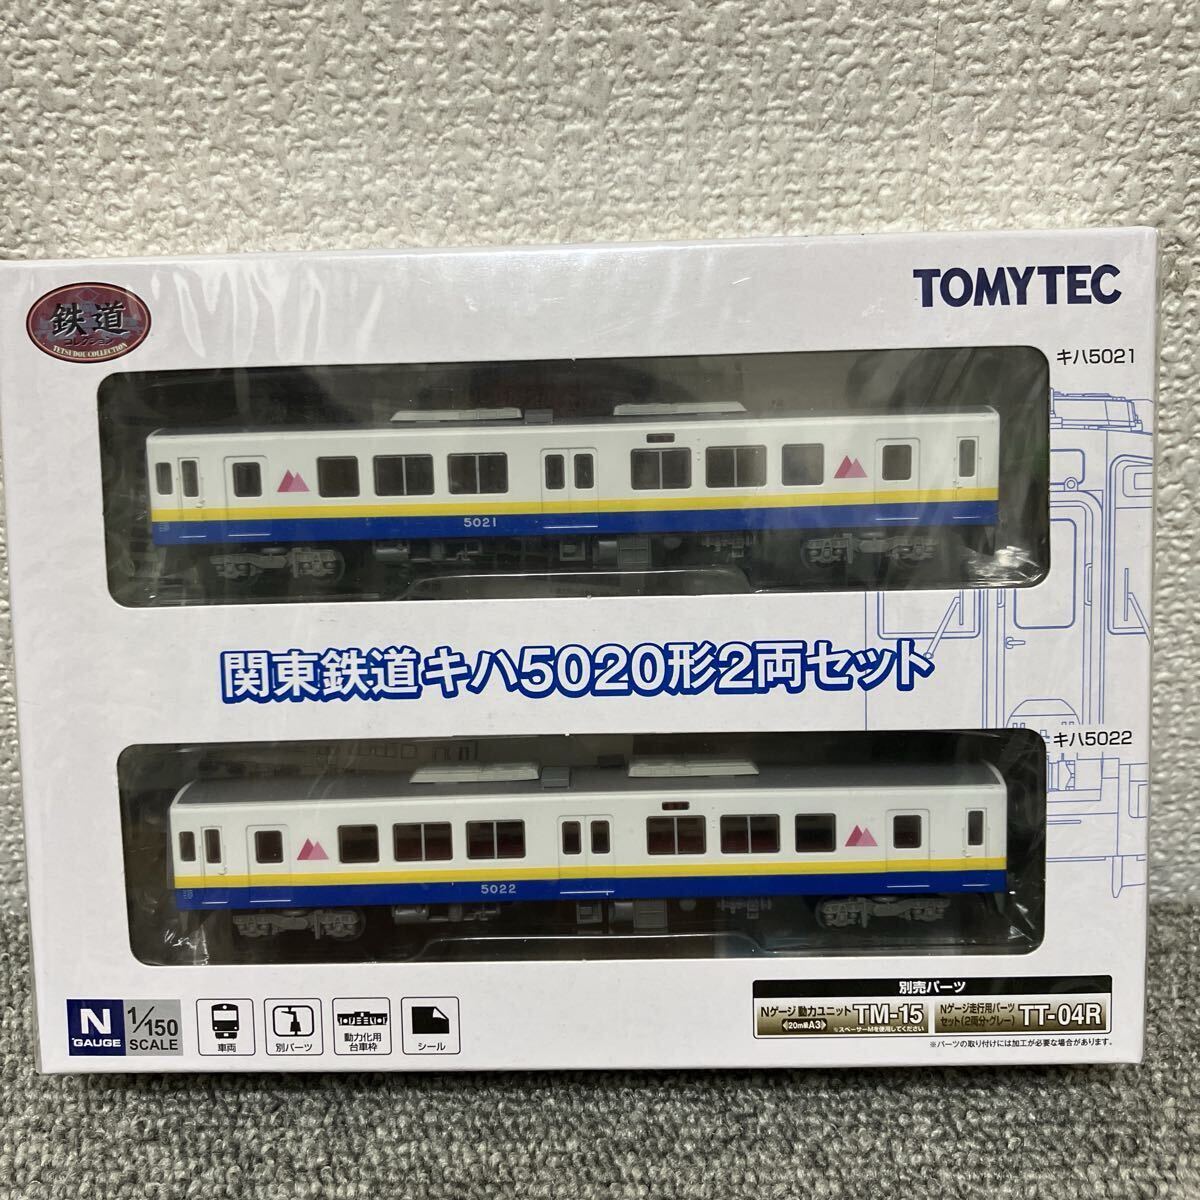 鉄道
コレクション
TETSUDOU COLLECTION
TOMYTEC
キハ5021
5021
関東鉄道キハ5020形2両セット
キハ5022
5022
N
GAUGE
1/150
SCALE
車両
別パーツ
動力化用
台車枠
シール
別売パーツ
Nゲージ動力ユニット TM-15
20m級A3
※スペーサーMを使用してください
Nゲージ走行用パーツ
セット(2両分・グレー) TT-04R
※パーツの取り付けには加工が必要な場合があります。